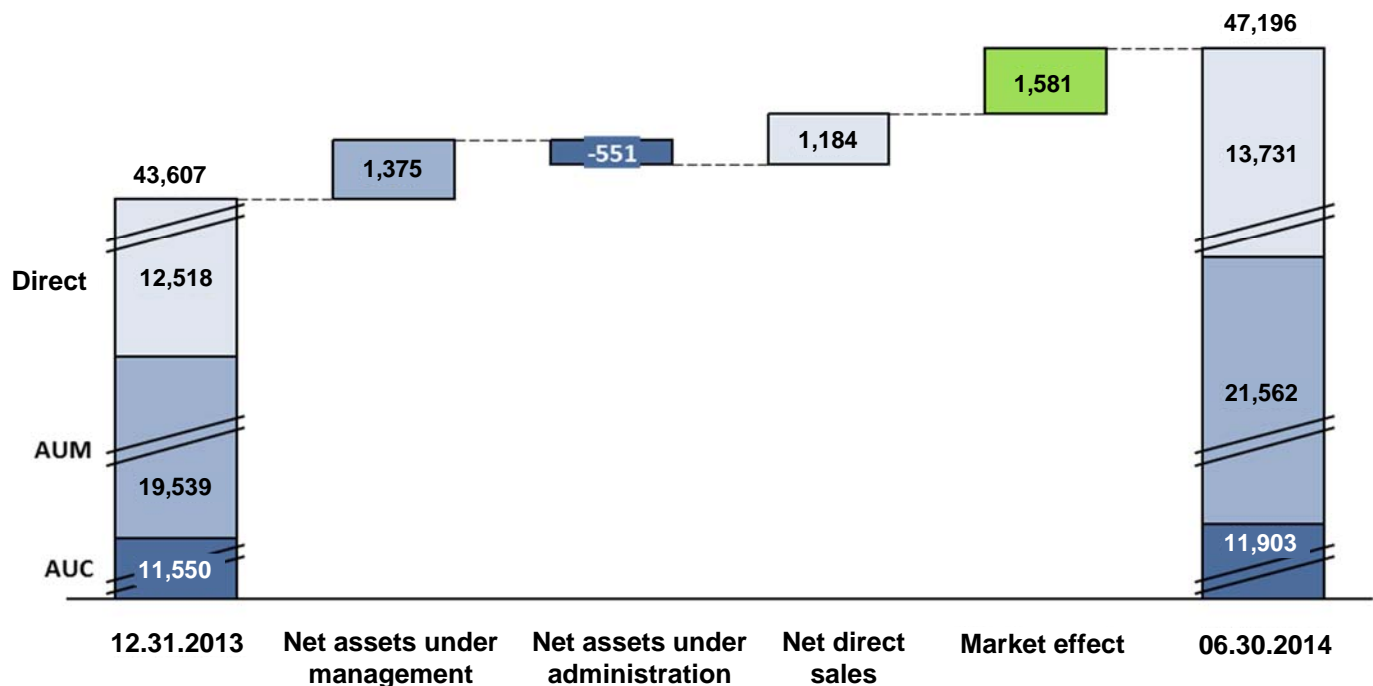 47,196
1,581
43,607
1,375
-551
1,184
13,731
Direct
12,518
21,562
AUM
19,539
AUC
11,550
11,903
12.31.2013
Net assets under
management
Net assets under
administration
Net direct
sales
Market effect
06.30.2014